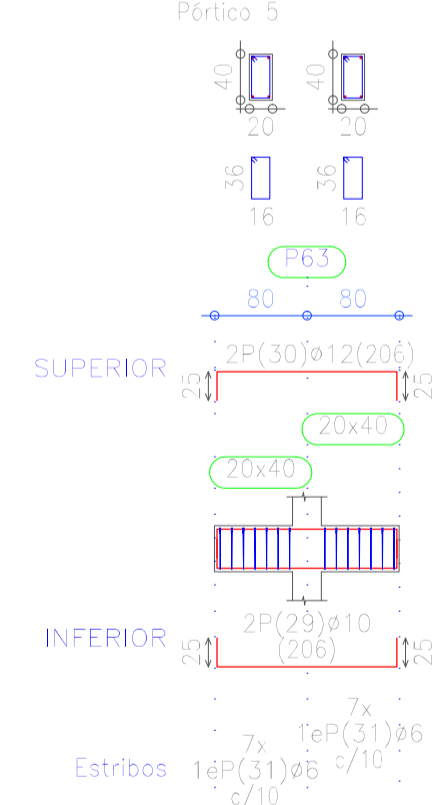 Pórtico 5
40
20
40
20
36
16
36
16
P63
80 80
SUPERIOR
2P(30)ø12(206)
25
25
20x40
20x40
INFERIOR
2P(29)ø10
(206)
25
25
Estribos
7x
1eP(31)ø6
c/10
7x
1eP(31)ø6
c/10